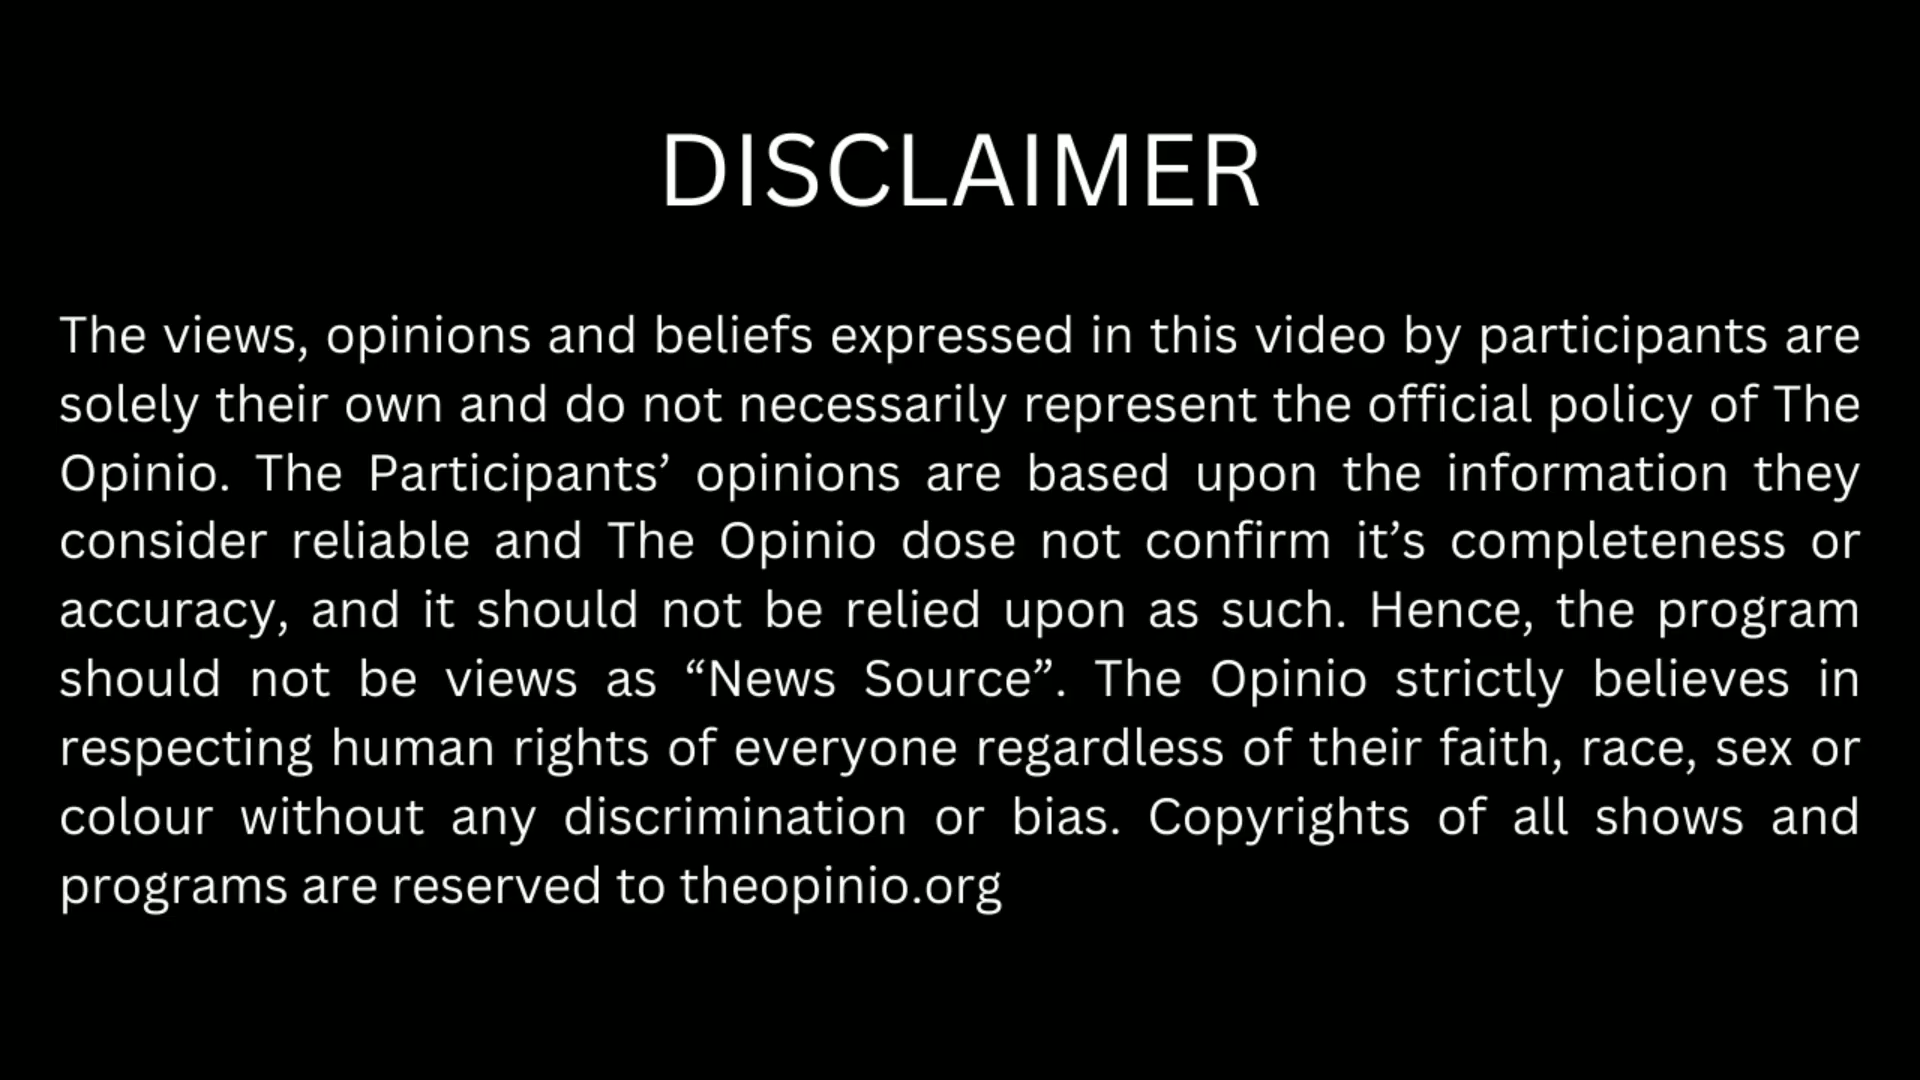 DISCLAIMER
The views, opinions and beliefs expressed in this video by participants are
solely their own and do not necessarily represent the official policy of The
Opinio. The Participants’ opinions are based upon the information they
consider reliable and The Opinio dose not confirm it’s completeness or
accuracy, and it should not be relied upon as such. Hence, the program
should not be views as “News Source”. The Opinio strictly believes in
respecting human rights of everyone regardless of their faith, race, sex or
colour without any discrimination or bias. Copyrights of all shows and
programs are reserved to theopinio.org